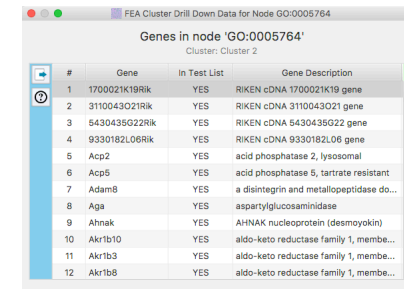 FEA Cluster Drill Down Data for Node GO:0005764
Genes in node 'GO:0005764'
Cluster: Cluster 2
# Gene In Test List Gene Description
1 1700021K19Rik YES RIKEN cDNA 1700021K19 gene
2 3110043O21Rik YES RIKEN cDNA 3110043O21 gene
3 5430435G22Rik YES RIKEN cDNA 5430435G22 gene
4 9330182L06Rik YES RIKEN cDNA 9330182L06 gene
5 Acp2 YES acid phosphatase 2, lysosomal
6 Acp5 YES acid phosphatase 5, tartrate resistant
7 Adam8 YES a disintegrin and metallopeptidase do...
8 Aga YES aspartylglucosaminidase
9 Ahnak YES AHNAK nucleoprotein (desmoyokin)
10 Akr1b10 YES aldo-keto reductase family 1, membe...
11 Akr1b3 YES aldo-keto reductase family 1, membe...
12 Akr1b8 YES aldo-keto reductase family 1, membe...